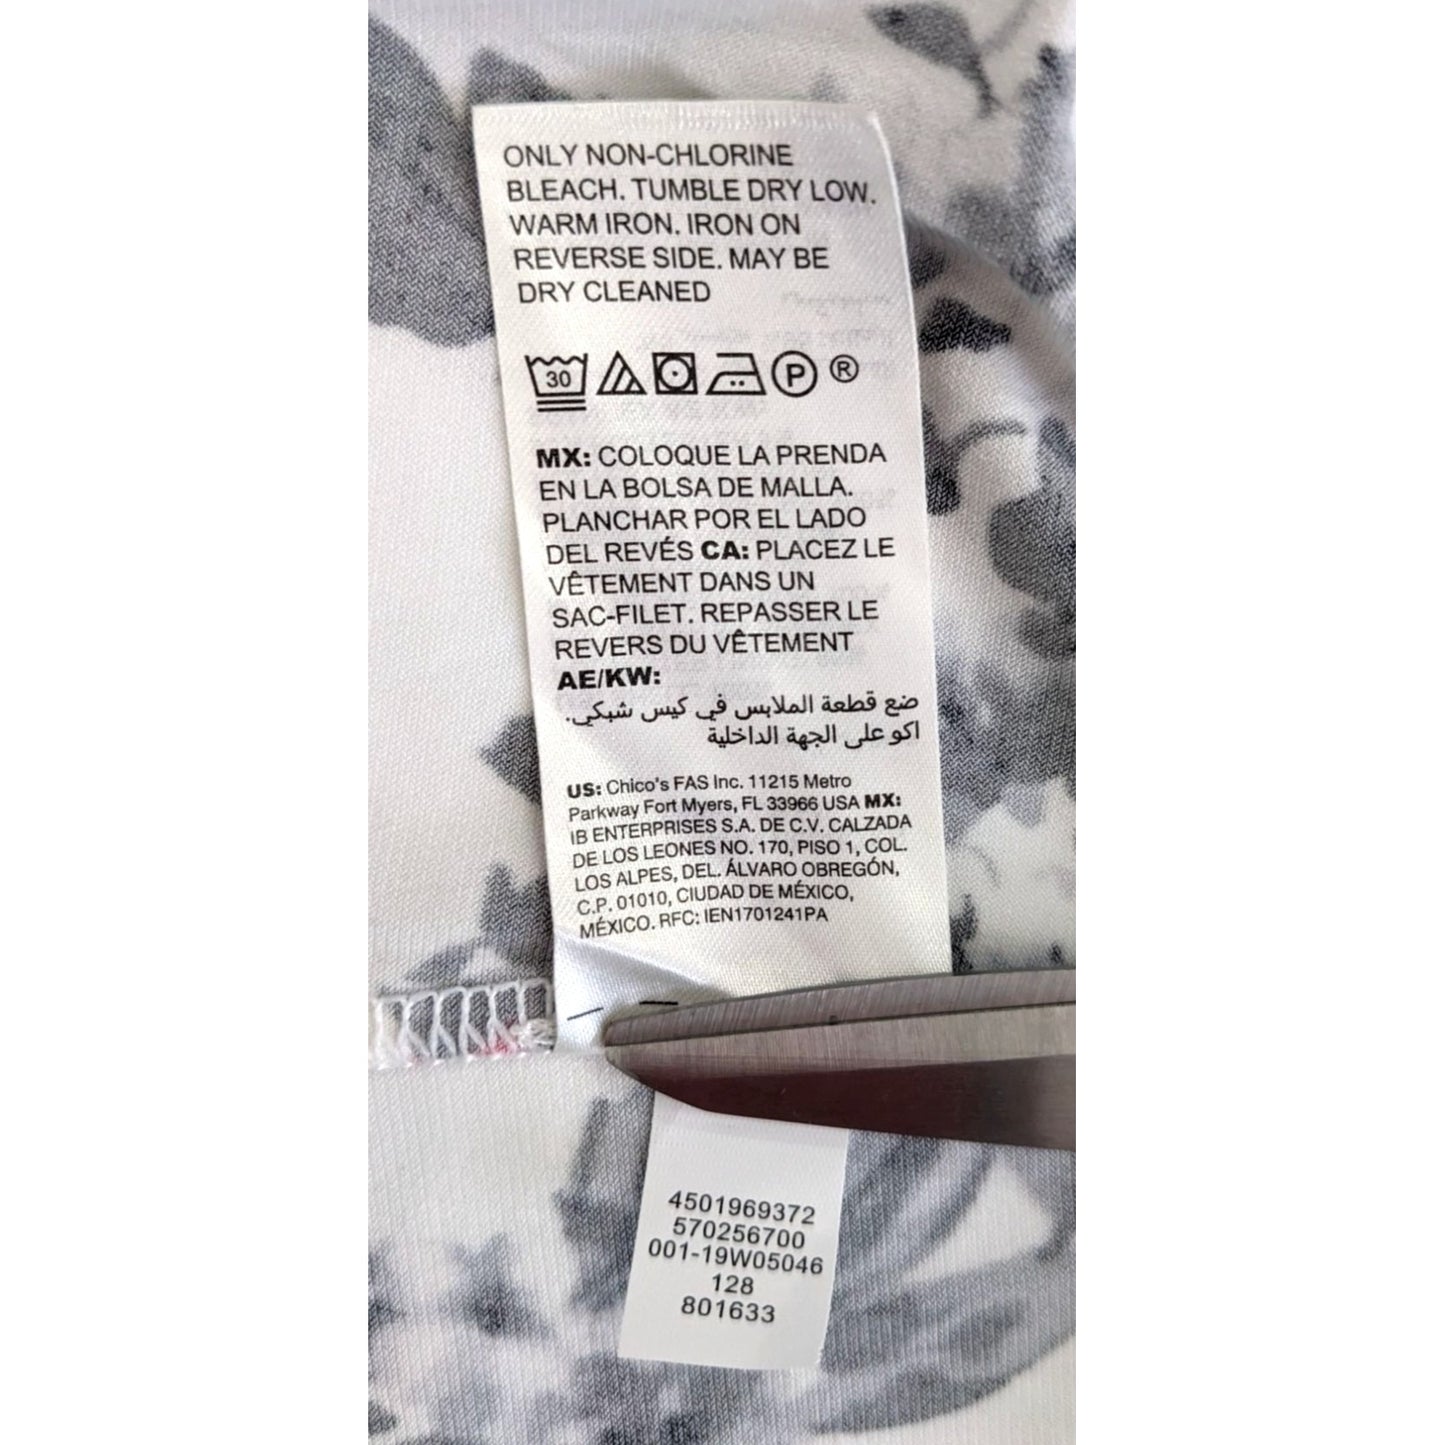 ONLY NON-CHLORINE
BLEACH. TUMBLE DRY LOW.
WARM IRON. IRON ON
REVERSE SIDE. MAY BE
DRY CLEANED
30 P ®
MX: COLOQUE LA PRENDA
EN LA BOLSA DE MALLA.
PLANCHAR POR EL LADO
DEL REVÉS CA: PLACEZ LE
VÊTEMENT DANS UN
SAC-FILET. REPASSER LE
REVERS DU VÊTEMENT
AE/KW:
ضع قطعة الملابس في كيس شبكي.
اكو على الجهة الداخلية
US: Chico's FAS Inc. 11215 Metro
Parkway Fort Myers, FL 33966 USA MX:
IB ENTERPRISES S.A. DE C.V. CALZADA
DE LOS LEONES NO. 170, PISO 1, COL.
LOS ALPES, DEL. ÁLVARO OBREGÓN,
C.P. 01010, CIUDAD DE MÉXICO,
MÉXICO. RFC: IEN1701241PA
4501969372
570256700
001-19W05046
128
801633